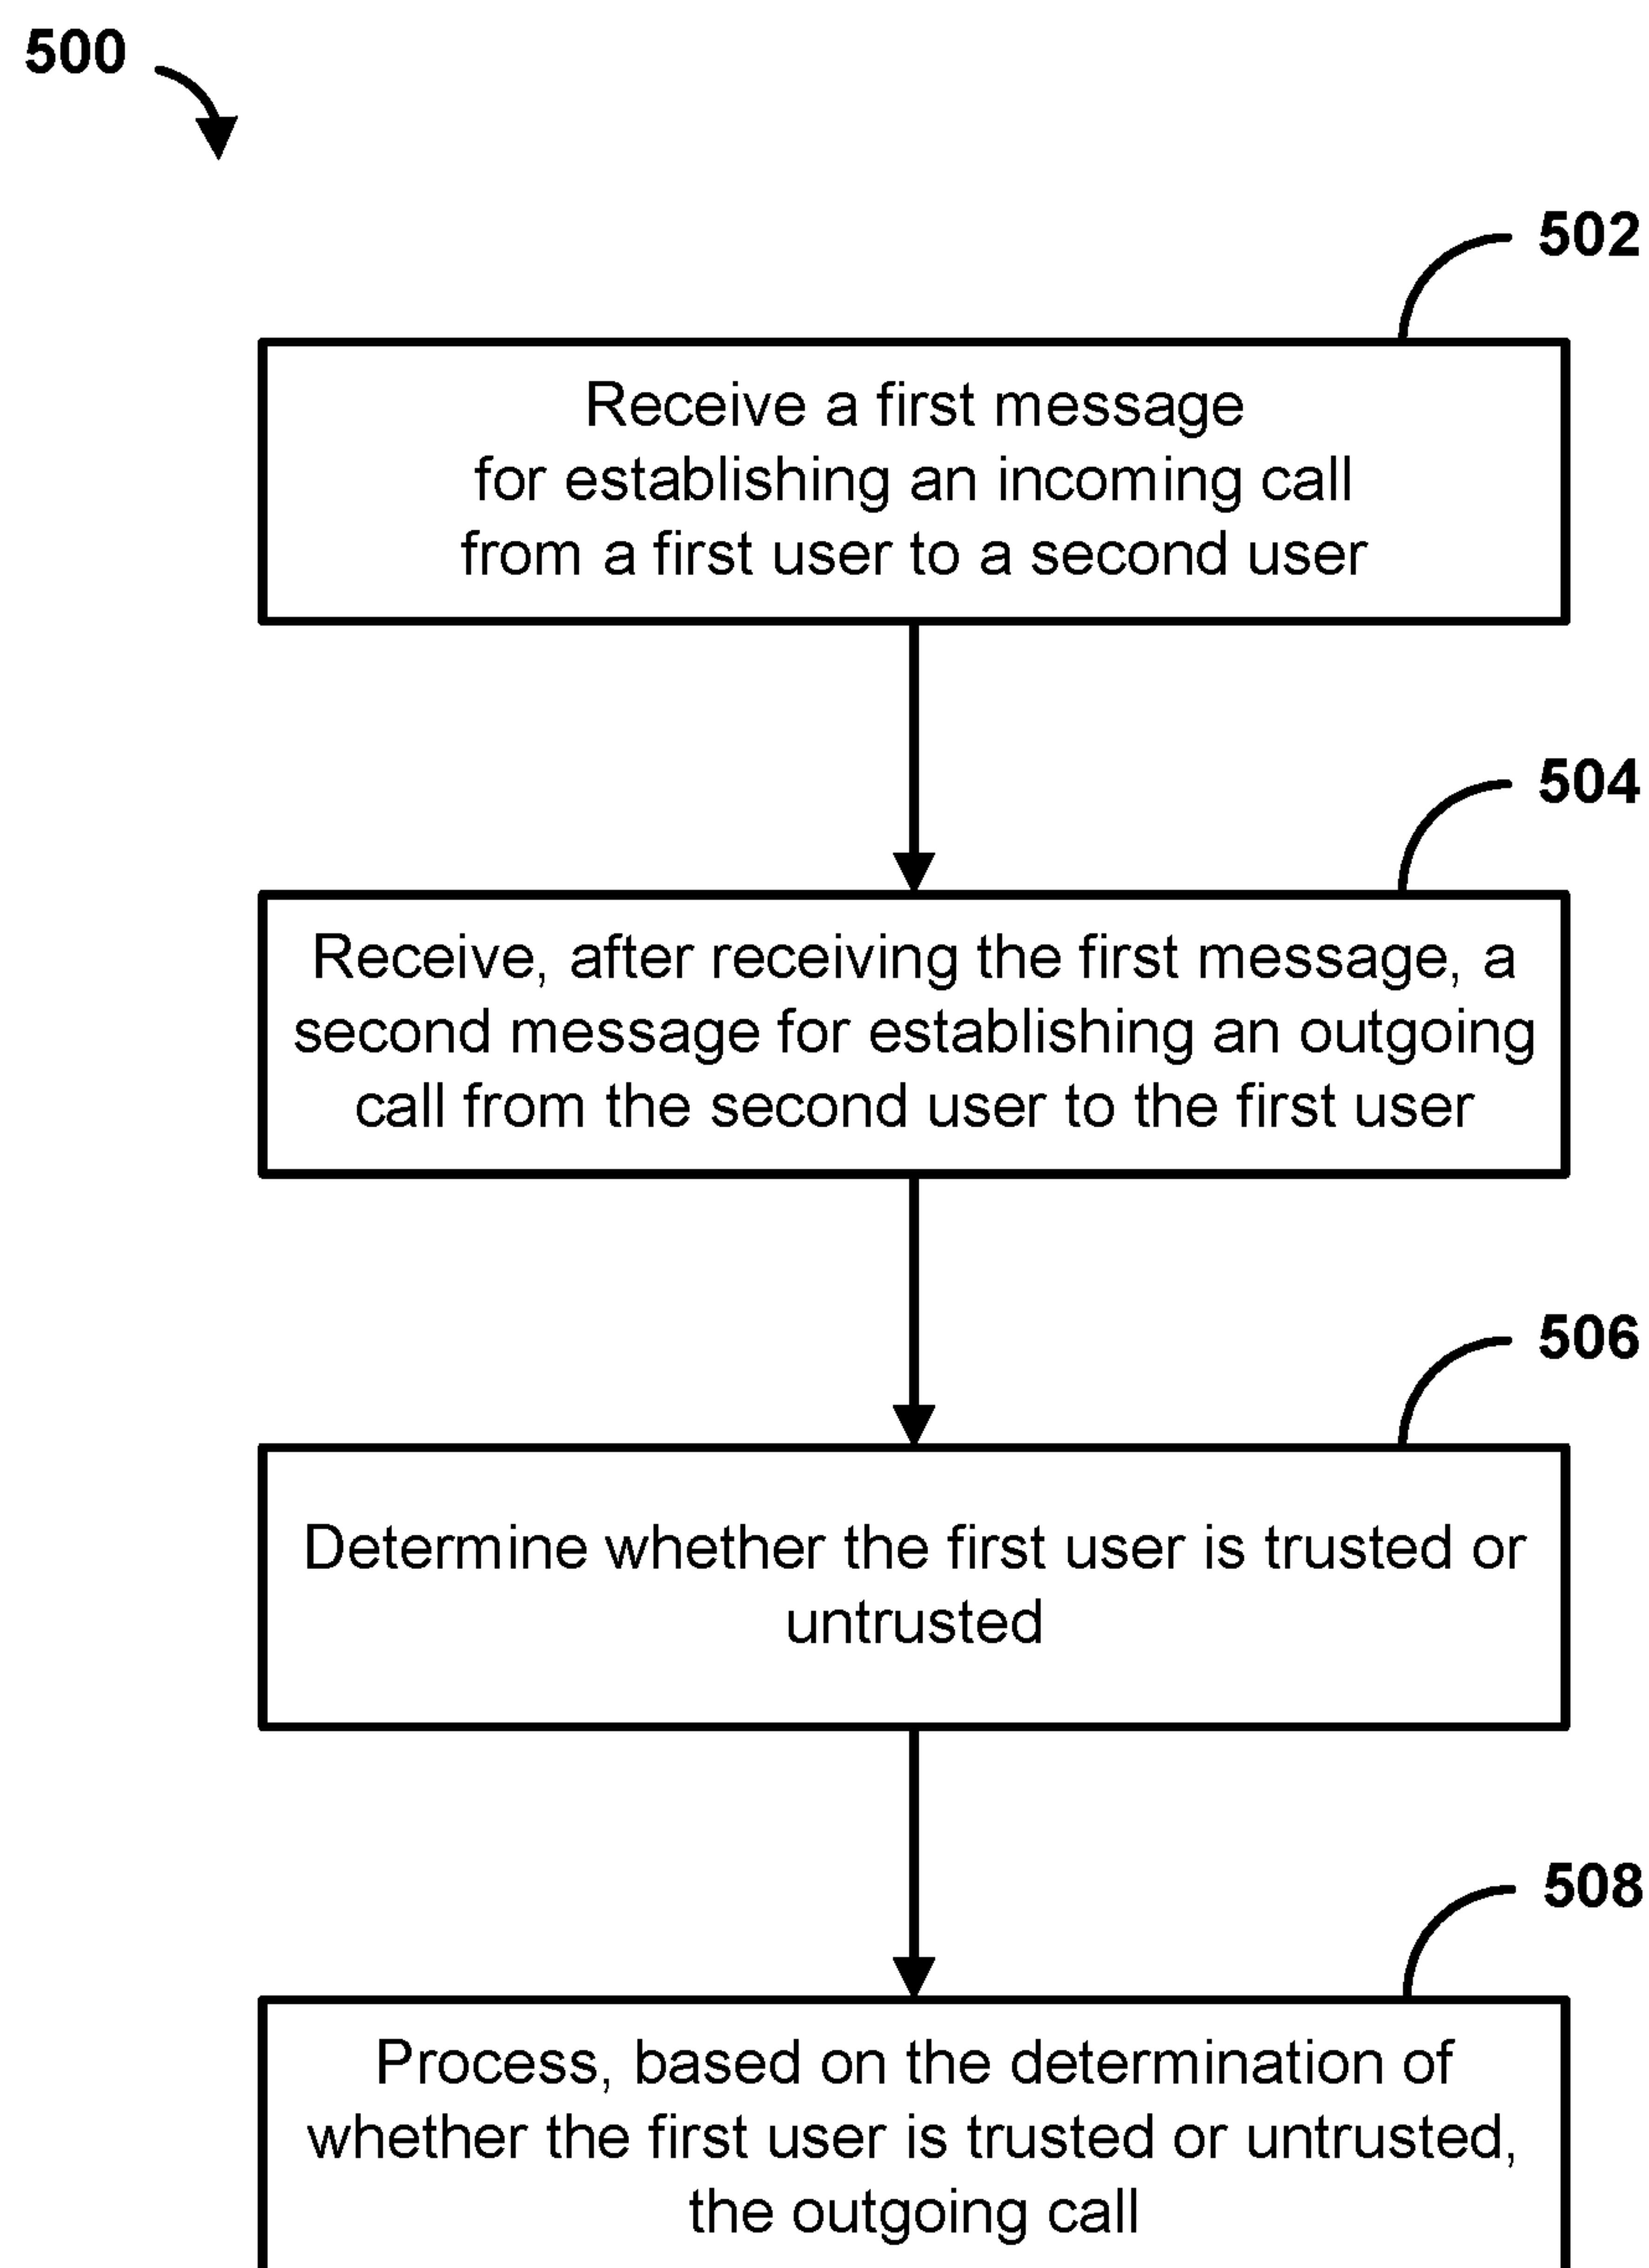 500
502
Receive a first message
for establishing an incoming call
from a first user to a second user
504
Receive, after receiving the first message, a
second message for establishing an outgoing
call from the second user to the first user
506
Determine whether the first user is trusted or
untrusted
508
Process, based on the determination of
whether the first user is trusted or untrusted,
the outgoing call